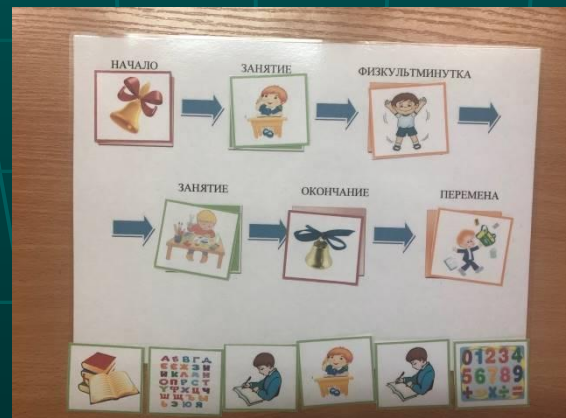 НАЧАЛО
ЗАНЯТИЕ
ФИЗКУЛЬТМИНУТКА
ЗАНЯТИЕ
ОКОНЧАНИЕ
ПЕРЕМЕНА
01234
56789